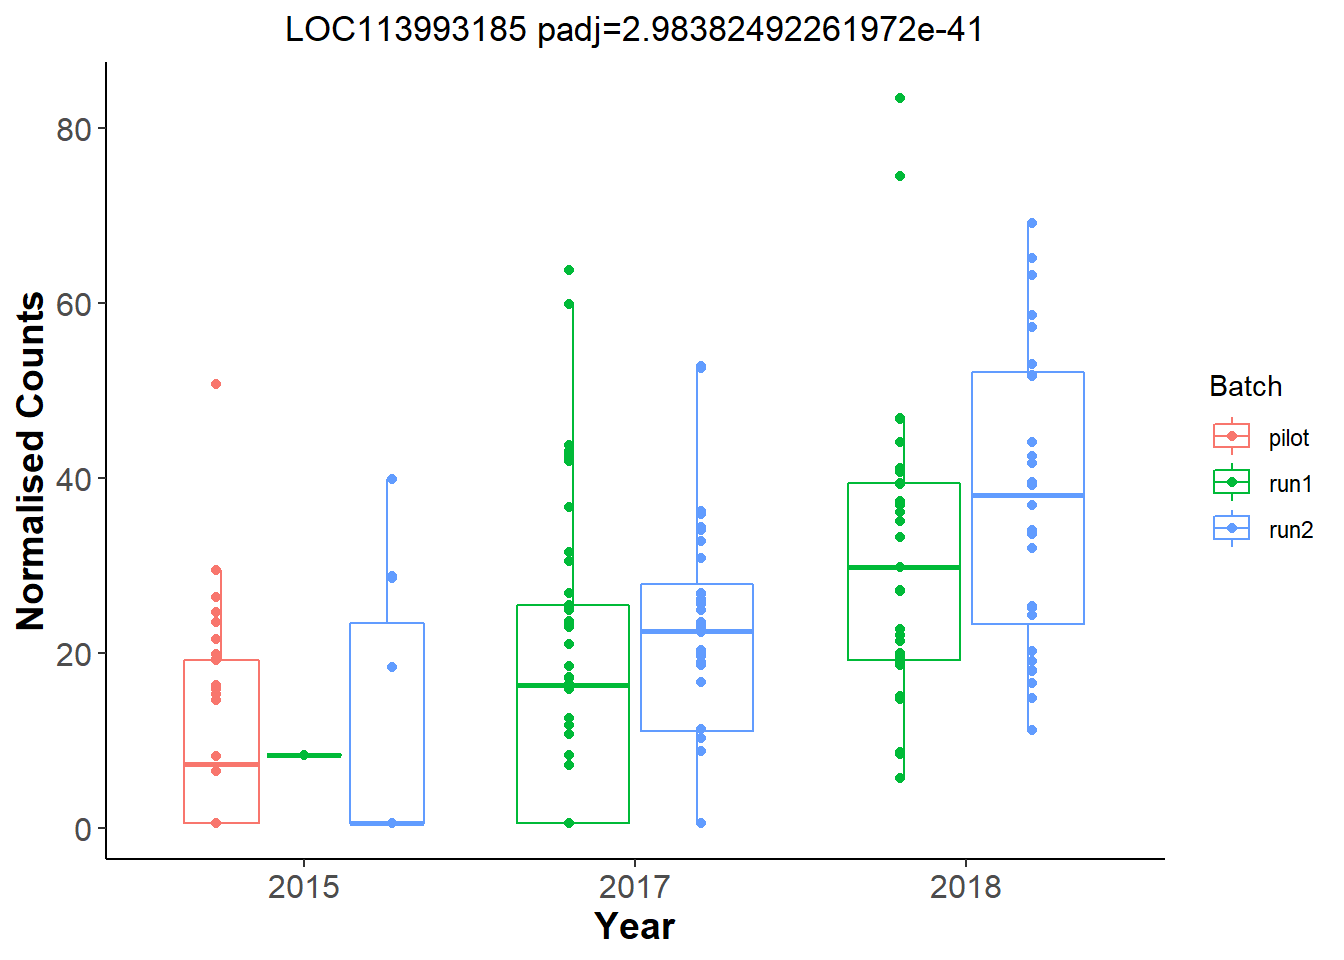 LOC113993185 padj=2.98382492261972e-41
Normalised Counts
80
60
40
20
0
2015
2017
2018
Year
Batch
pilot
run1
run2